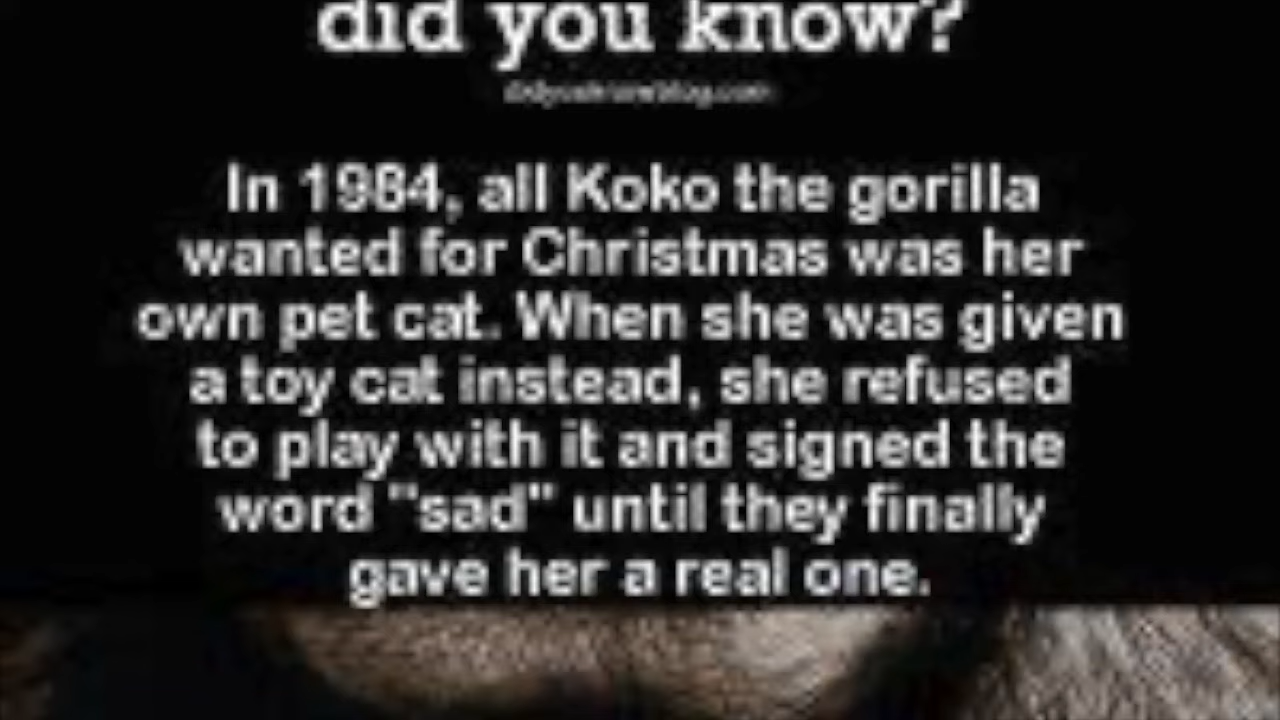 did you know?
In 1984, all Koko the gorilla
wanted for Christmas was her
own pet cat. When she was given
a toy cat instead, she refused
to play with it and signed the
word "sad" until they finally
gave her a real one.